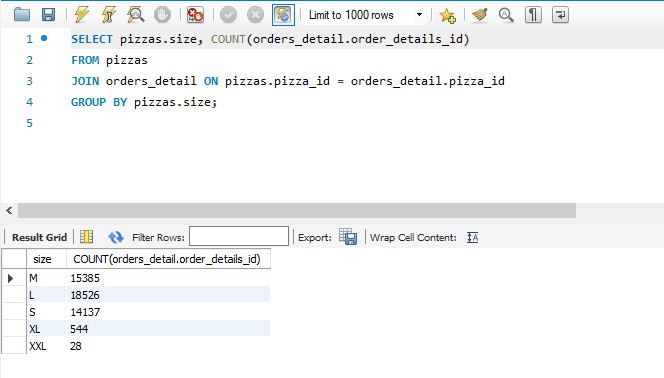 Limit to 1000 rows
1 SELECT pizzas.size, COUNT(orders_detail.order_details_id)
2 FROM pizzas
3 JOIN orders_detail ON pizzas.pizza_id = orders_detail.pizza_id
4 GROUP BY pizzas.size;
5
Result Grid Filter Rows: Export: Wrap Cell Content:
size COUNT(orders_detail.order_details_id)
M 15385
L 18526
S 14137
XL 544
XXL 28